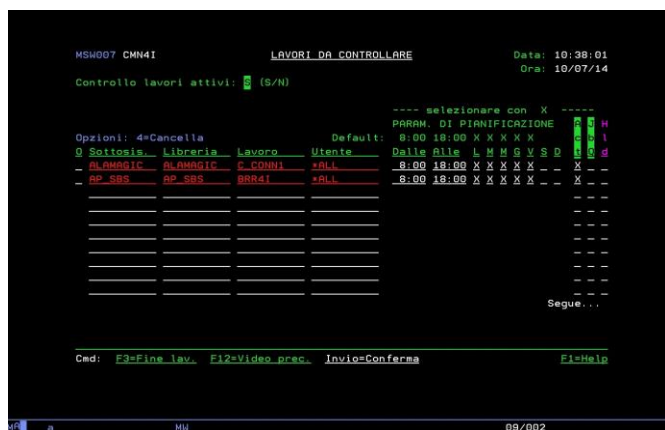 MSW007 CMN4I LAVORI DA CONTROLLARE Data: 10:38:01
Ora: 10/07/14
Controllo lavori attivi: S (S/N)
---- selezionare con X -----
PARAM. DI PIANIFICAZIONE A J H
Opzioni: 4=Cancella Default: 8:00 18:00 X X X X X c b l
O Sottosis. Libreria Lavoro Utente Dalle Alle L M M G V S D t Q d
_ ALAMAGIC ALAMAGIC C_CONN1 *ALL 8:00 18:00 X X X X X _ _ X _ _
_ AP_SBS AP_SBS BRR4I *ALL 8:00 18:00 X X X X X _ _ X _ _
Segue...
Cmd: F3=Fine lav. F12=Video prec. Invio=Conferma F1=Help
MA a MW 09/002